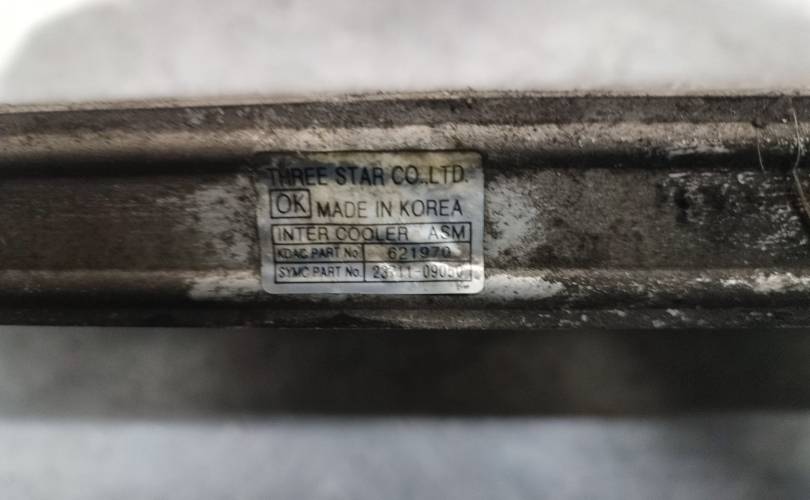 THREE STAR CO.,LTD.
OK MADE IN KOREA
INTER COOLER ASM
KDAC PART No. 621970
SYMC PART No.